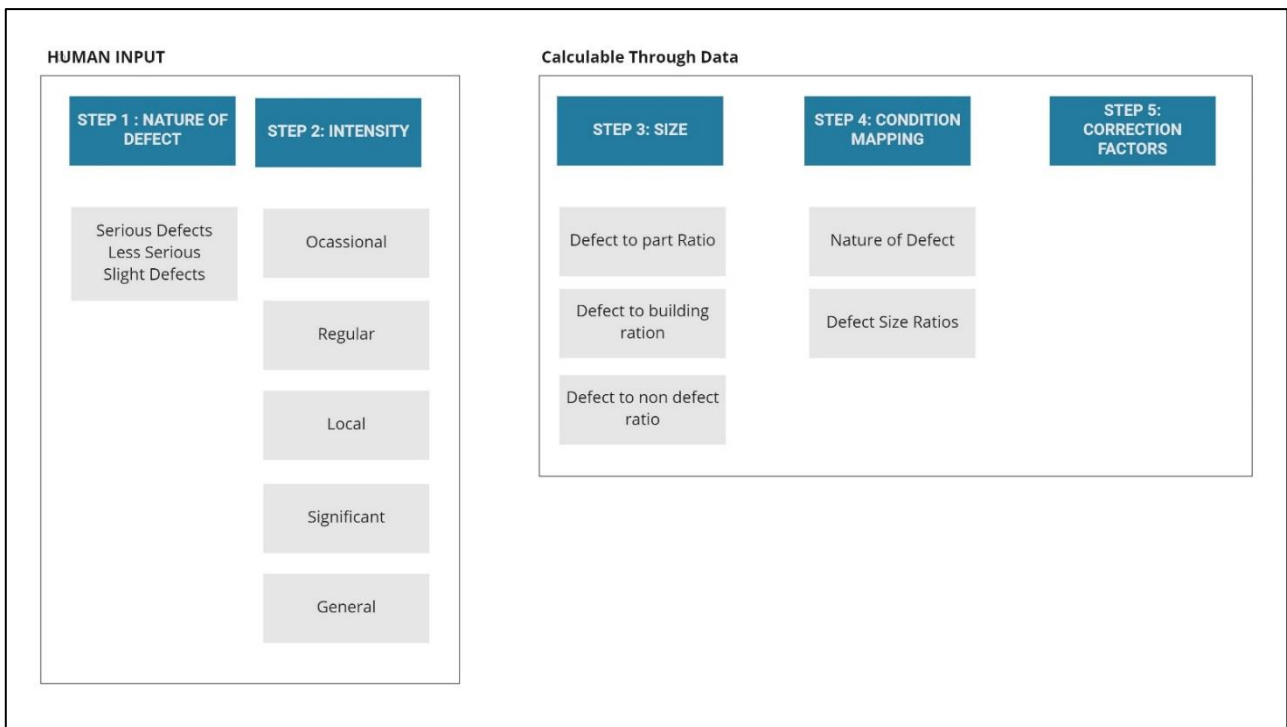 HUMAN INPUT
STEP 1 : NATURE OF
DEFECT
STEP 2: INTENSITY
Serious Defects
Less Serious
Slight Defects
Ocassional
Regular
Local
Significant
General
Calculable Through Data
STEP 3: SIZE
STEP 4: CONDITION
MAPPING
STEP 5:
CORRECTION
FACTORS
Defect to part Ratio
Defect to building
ration
Defect to non defect
ratio
Nature of Defect
Defect Size Ratios